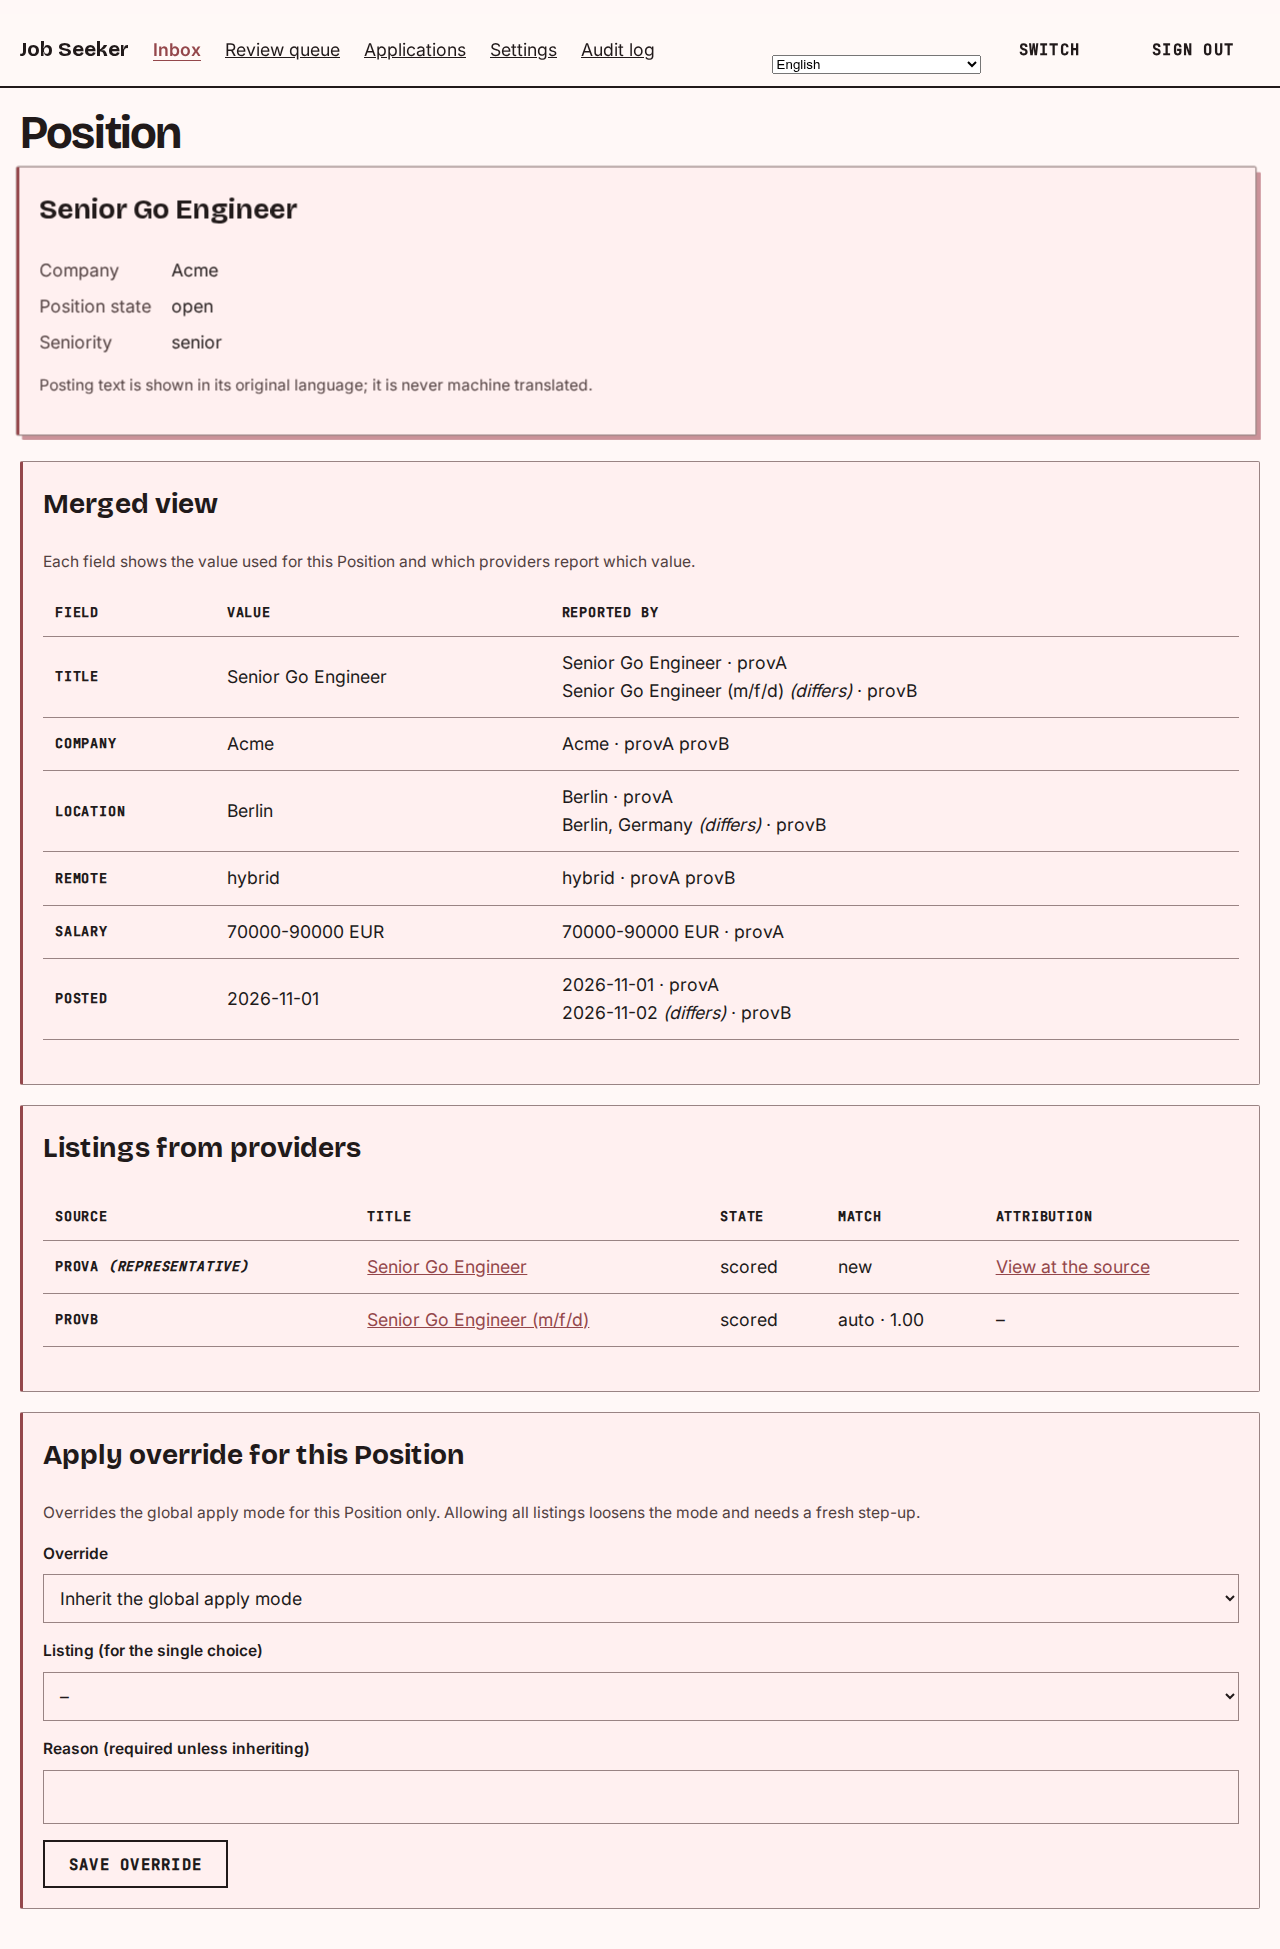 Job Seeker Inbox Review queue Applications Settings Audit log English SWITCH SIGN OUT
Position
Senior Go Engineer
Company Acme
Position state open
Seniority senior
Posting text is shown in its original language; it is never machine translated.
Merged view
Each field shows the value used for this Position and which providers report which value.
FIELD VALUE REPORTED BY
TITLE Senior Go Engineer Senior Go Engineer · provA
Senior Go Engineer (m/f/d) (differs) · provB
COMPANY Acme Acme · provA provB
LOCATION Berlin Berlin · provA
Berlin, Germany (differs) · provB
REMOTE hybrid hybrid · provA provB
SALARY 70000-90000 EUR 70000-90000 EUR · provA
POSTED 2026-11-01 2026-11-01 · provA
2026-11-02 (differs) · provB
Listings from providers
SOURCE TITLE STATE MATCH ATTRIBUTION
PROVA (REPRESENTATIVE) Senior Go Engineer scored new View at the source
PROVB Senior Go Engineer (m/f/d) scored auto · 1.00 –
Apply override for this Position
Overrides the global apply mode for this Position only. Allowing all listings loosens the mode and needs a fresh step-up.
Override
Inherit the global apply mode
Listing (for the single choice)
–
Reason (required unless inheriting)
SAVE OVERRIDE